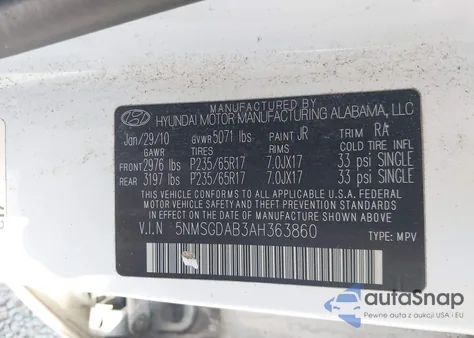 MANUFACTURED BY
HYUNDAI MOTOR MANUFACTURING ALABAMA, LLC
Jan/29/10 GVWR 5071 lbs PAINT JR TRIM RA
GAWR TIRES RIMS COLD TIRE INFL
FRONT 2976 lbs P235/65R17 7.0JX17 33 psi SINGLE
REAR 3197 lbs P235/65R17 7.0JX17 33 psi SINGLE
THIS VEHICLE CONFORMS TO ALL APPLICABLE U.S. FEDERAL
MOTOR VEHICLE SAFETY AND THEFT PREVENTION STANDARDS IN
EFFECT ON THE DATE OF MANUFACTURE SHOWN ABOVE.
V.I.N 5NMSGDAB3AH363860
TYPE: MPV
autaSnap
Pewne auta z aukcji USA i EU